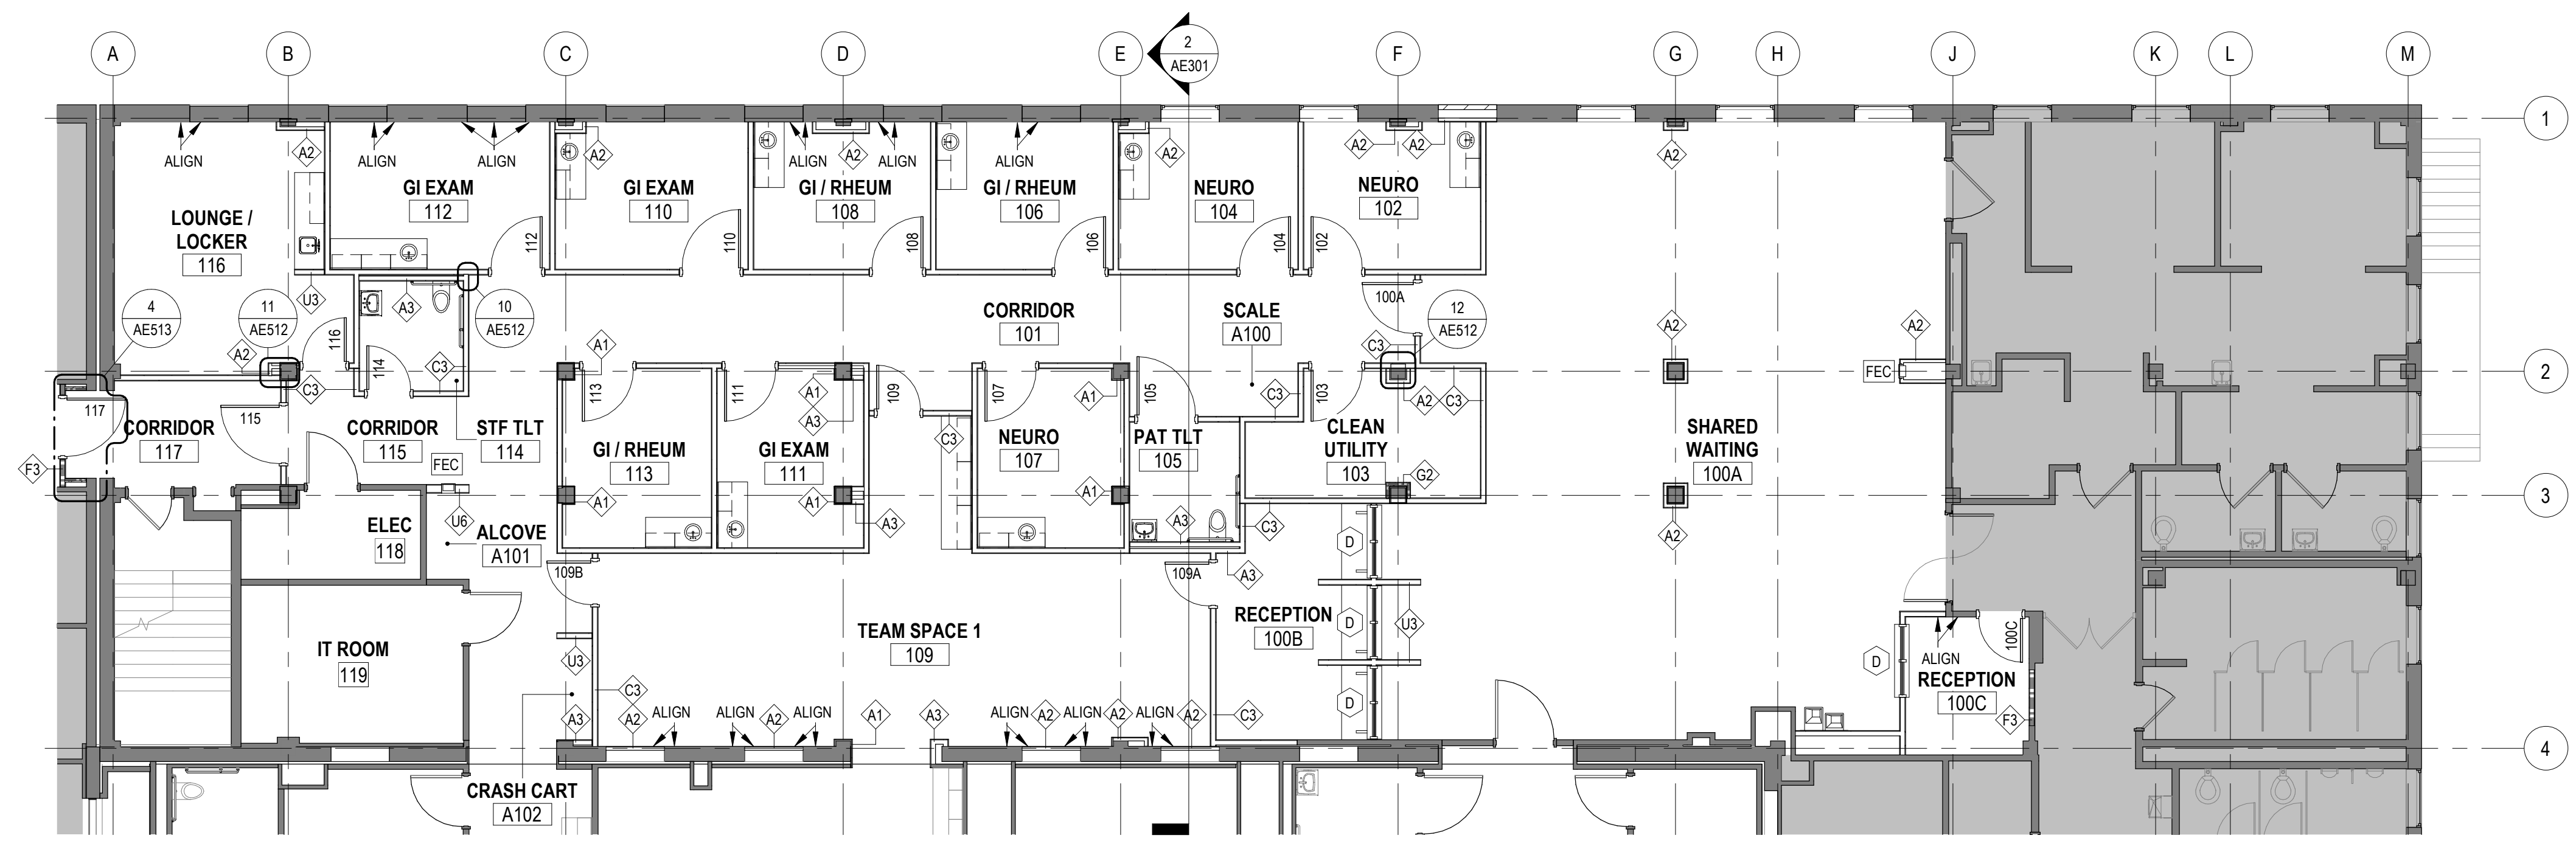 A
B
C
D
E
2
AE301
F
G
H
J
K
L
M
1
ALIGN
A2
ALIGN
ALIGN
A2
ALIGN
A2
ALIGN
ALIGN
A2
A2
A2
A2
LOUNGE /
LOCKER
116
GI EXAM
112
GI EXAM
110
GI / RHEUM
108
GI / RHEUM
106
NEURO
104
NEURO
102
112
110
108
106
104
102
4
AE513
11
AE512
U3
A3
10
AE512
CORRIDOR
101
SCALE
A100
100A
12
AE512
A2
A2
A2
116
114
C3
C3
A1
C3
FEC
2
117
CORRIDOR
117
115
CORRIDOR
115
STF TLT
114
FEC
113
GI / RHEUM
113
A1
111
A1
A3
GI EXAM
111
A1
A3
109
C3
107
A1
NEURO
107
A1
105
PAT TLT
105
A3
C3
103
CLEAN
UTILITY
103
A2
C3
G2
C3
SHARED
WAITING
100A
A2
3
F3
ELEC
118
U6
ALCOVE
A101
109B
109A
A3
D
IT ROOM
119
TEAM SPACE 1
109
RECEPTION
100B
D
U3
D
U3
C3
A3
A2
ALIGN
ALIGN
A2
ALIGN
A1
A3
ALIGN
A2
ALIGN
A2
ALIGN
A2
C3
D
ALIGN
100C
RECEPTION
100C
F3
4
CRASH CART
A102